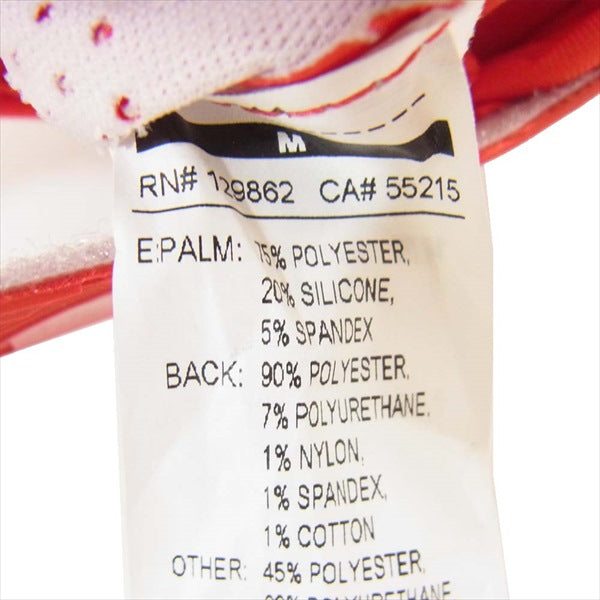 M
RN# 129862 CA# 55215
E:PALM: 75% POLYESTER,
20% SILICONE,
5% SPANDEX
BACK: 90% POLYESTER,
7% POLYURETHANE,
1% NYLON,
1% SPANDEX,
1% COTTON
OTHER: 45% POLYESTER,
POLYURETHANE